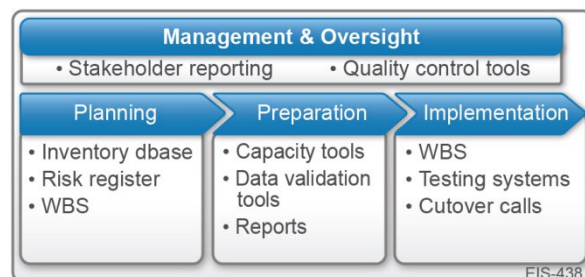 Management & Oversight
• Stakeholder reporting • Quality control tools
Planning Preparation Implementation
• Inventory dbase
• Risk register
• WBS
• Capacity tools
• Data validation
tools
• Reports
• WBS
• Testing systems
• Cutover calls
EIS-438